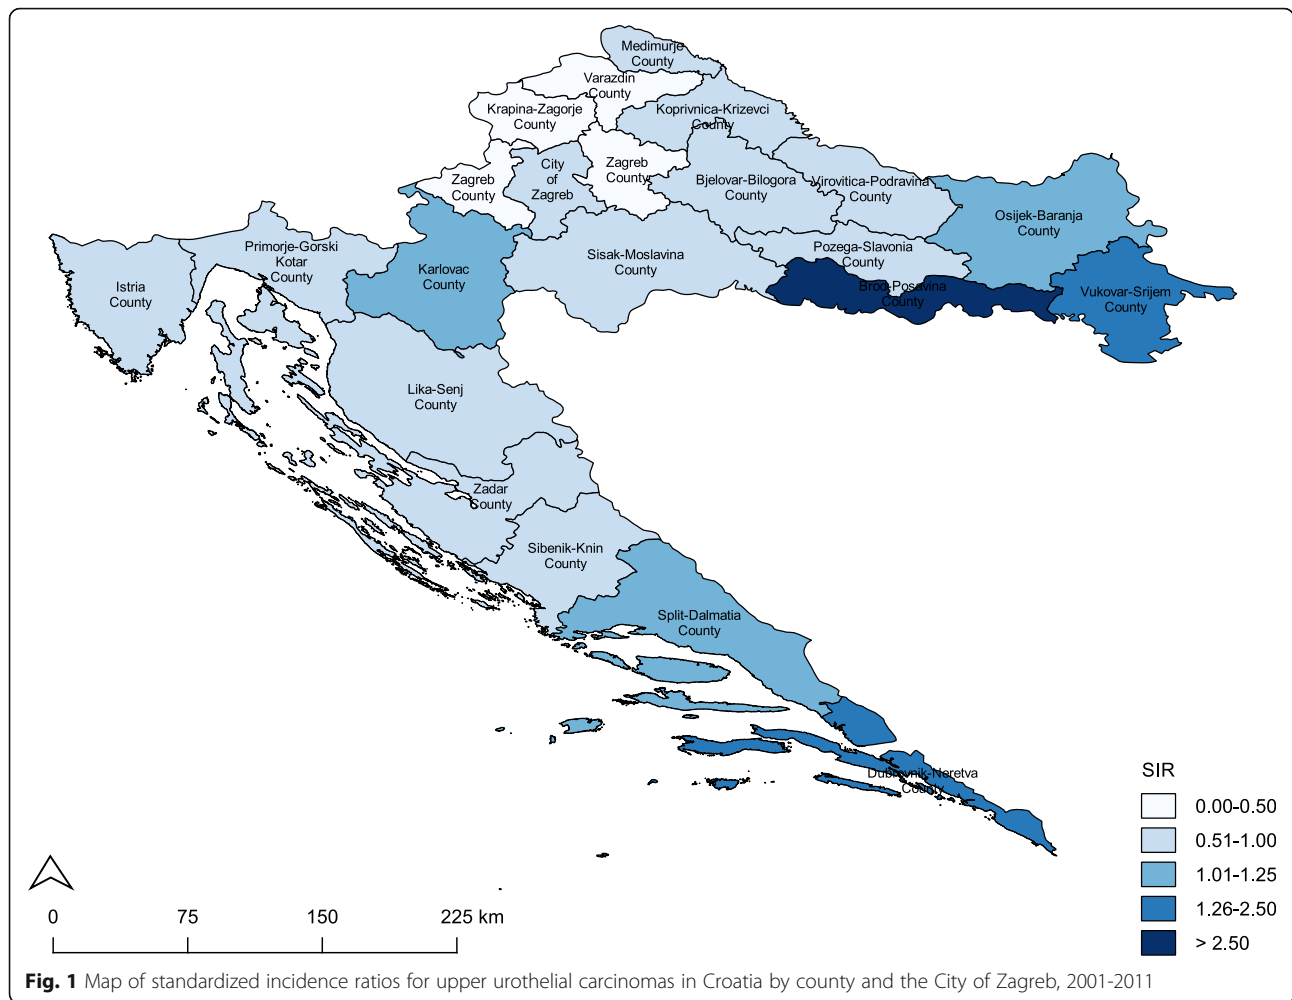 Medimurje
County
Varazdin
County
Krapina-Zagorje
County
Koprivnica-Krizevci
County
Zagreb
County
City
of
Zagreb
Zagreb
County
Bjelovar-Bilogora
County
Virovitica-Podravina
County
Osijek-Baranja
County
Primorje-Gorski
Kotar
County
Karlovac
County
Sisak-Moslavina
County
Pozega-Slavonia
County
Istria
County
Brod-Posavina
County
Vukovar-Srijem
County
Lika-Senj
County
Zadar
County
Sibenik-Knin
County
Split-Dalmatia
County
Dubrovnik-Neretva
County
SIR
0.00-0.50
0.51-1.00
1.01-1.25
1.26-2.50
> 2.50
0 75 150 225 km
Fig. 1 Map of standardized incidence ratios for upper urothelial carcinomas in Croatia by county and the City of Zagreb, 2001-2011